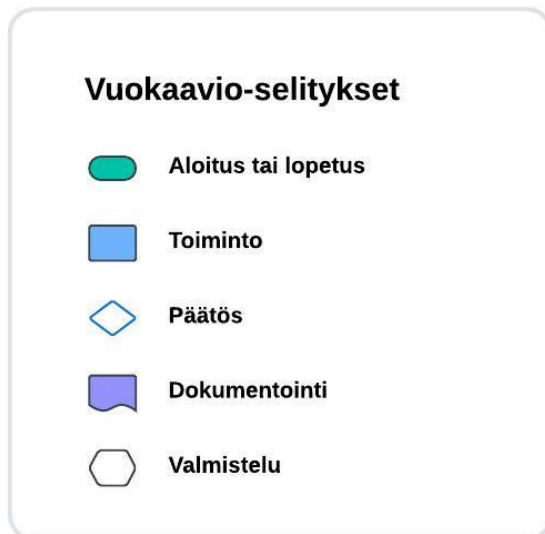 Vuokaavio-selitykset
Aloitus tai lopetus
Toiminto
Päätös
Dokumentointi
Valmistelu